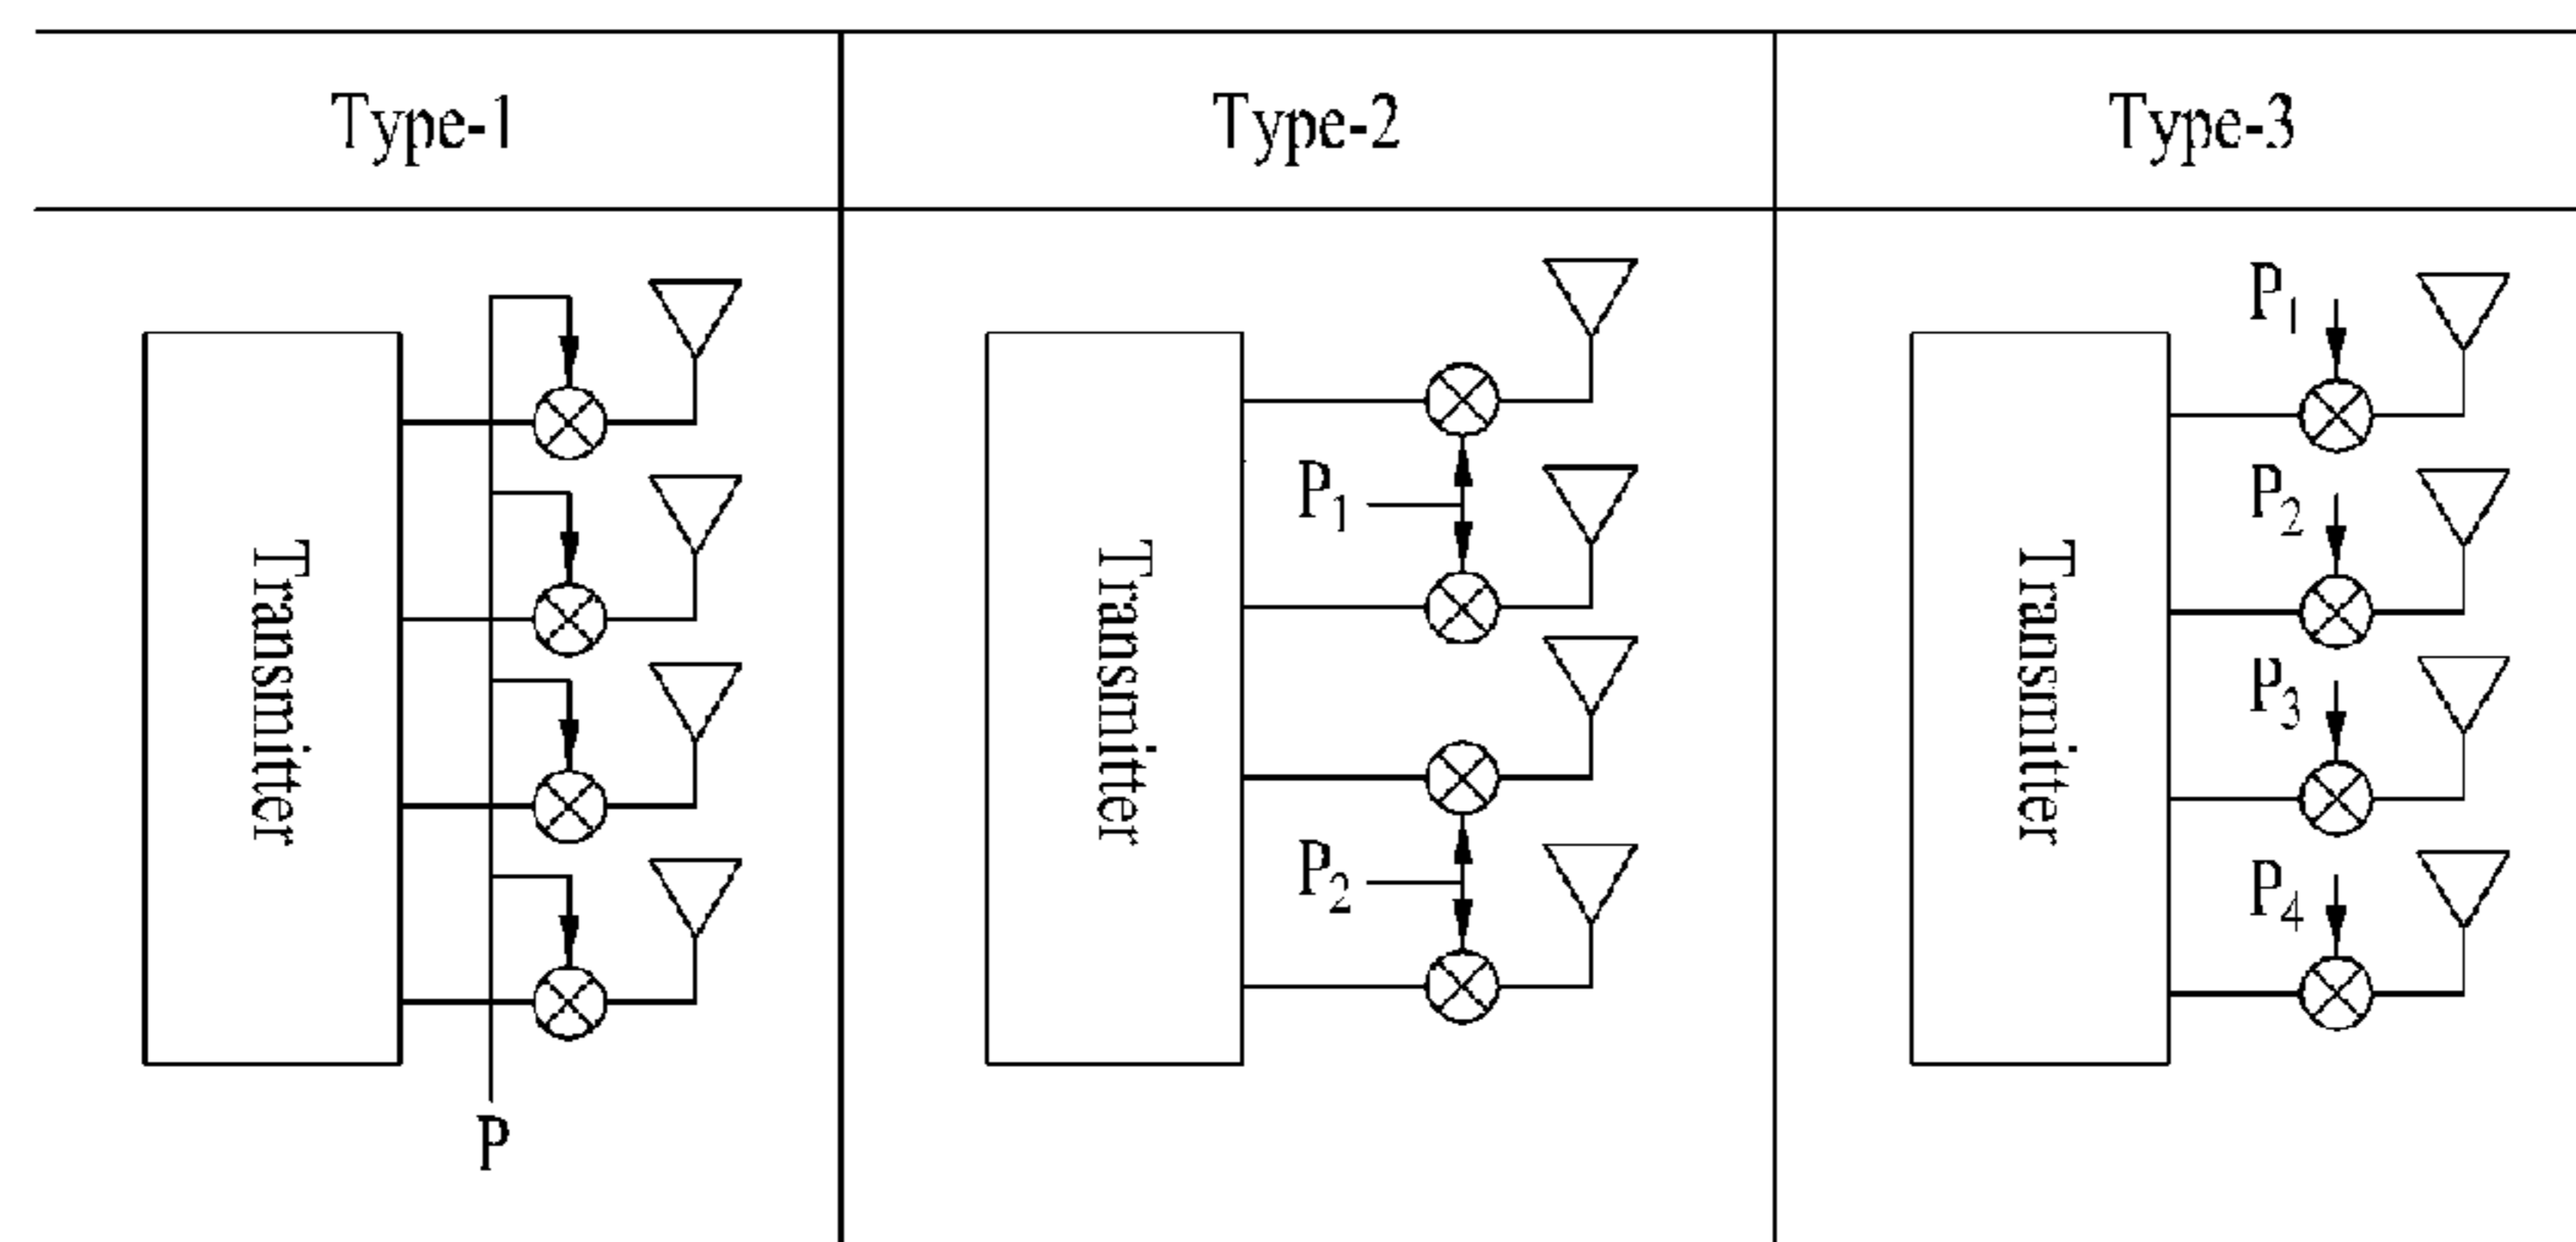 Type-1
Type-2
Type-3
Transmitter
P
Transmitter
P1
P2
Transmitter
P1
P2
P3
P4